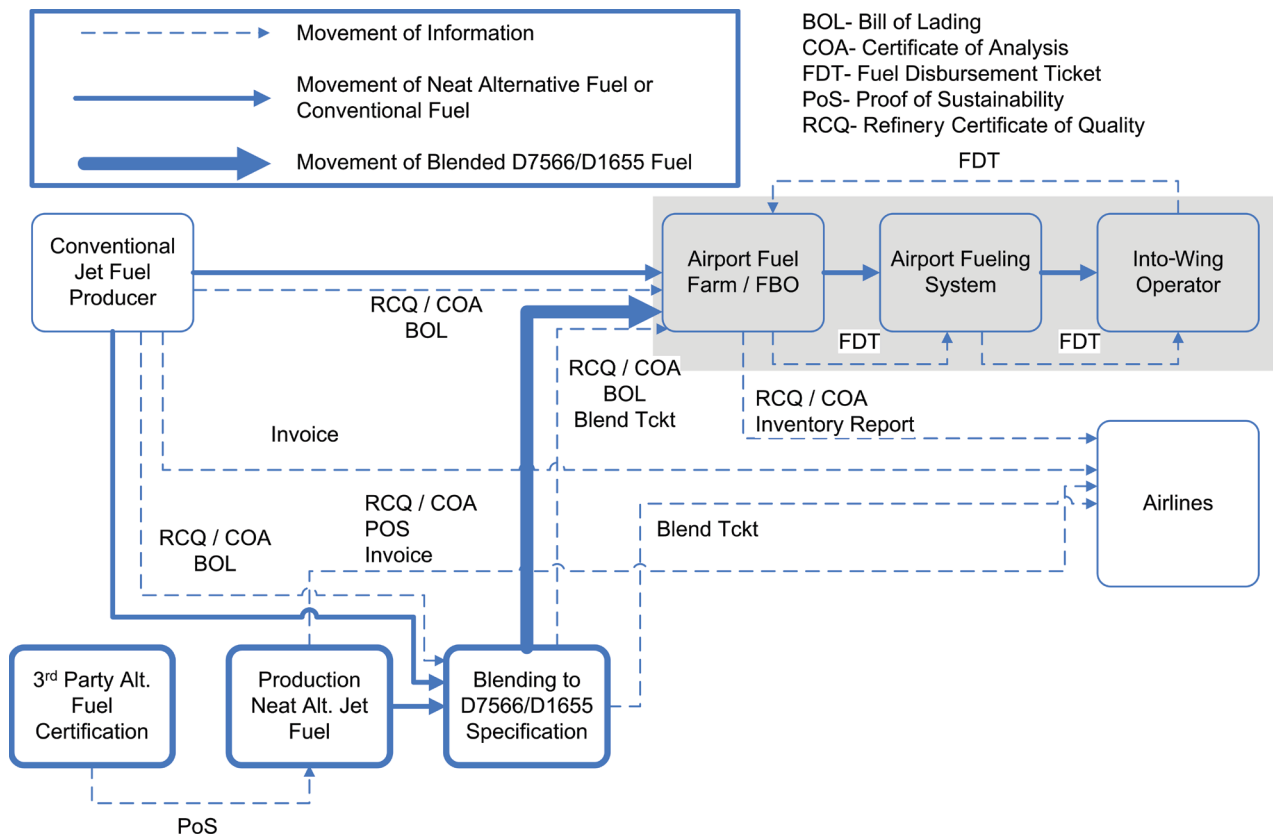 Movement of Information
Movement of Neat Alternative Fuel or
Conventional Fuel
Movement of Blended D7566/D1655 Fuel
BOL- Bill of Lading
COA- Certificate of Analysis
FDT- Fuel Disbursement Ticket
PoS- Proof of Sustainability
RCQ- Refinery Certificate of Quality
FDT
Conventional
Jet Fuel
Producer
Airport Fuel
Farm / FBO
Airport Fueling
System
Into-Wing
Operator
RCQ / COA
BOL
FDT
FDT
RCQ / COA
BOL
Blend Tckt
RCQ / COA
Inventory Report
Invoice
Airlines
RCQ / COA
POS
Invoice
Blend Tckt
RCQ / COA
BOL
3rd Party Alt.
Fuel
Certification
Production
Neat Alt. Jet
Fuel
Blending to
D7566/D1655
Specification
PoS